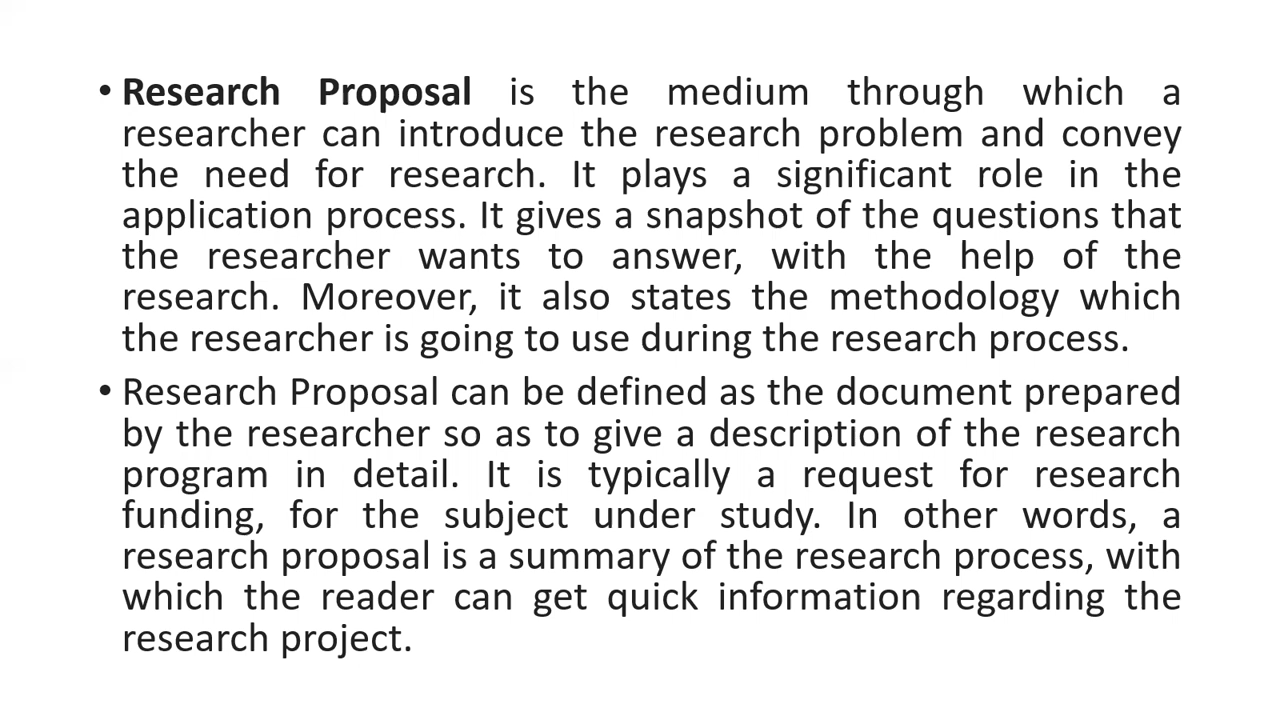 • Research Proposal is the medium through which a
researcher can introduce the research problem and convey
the need for research. It plays a significant role in the
application process. It gives a snapshot of the questions that
the researcher wants to answer, with the help of the
research. Moreover, it also states the methodology which
the researcher is going to use during the research process.
• Research Proposal can be defined as the document prepared
by the researcher so as to give a description of the research
program in detail. It is typically a request for research
funding, for the subject under study. In other words, a
research proposal is a summary of the research process, with
which the reader can get quick information regarding the
research project.